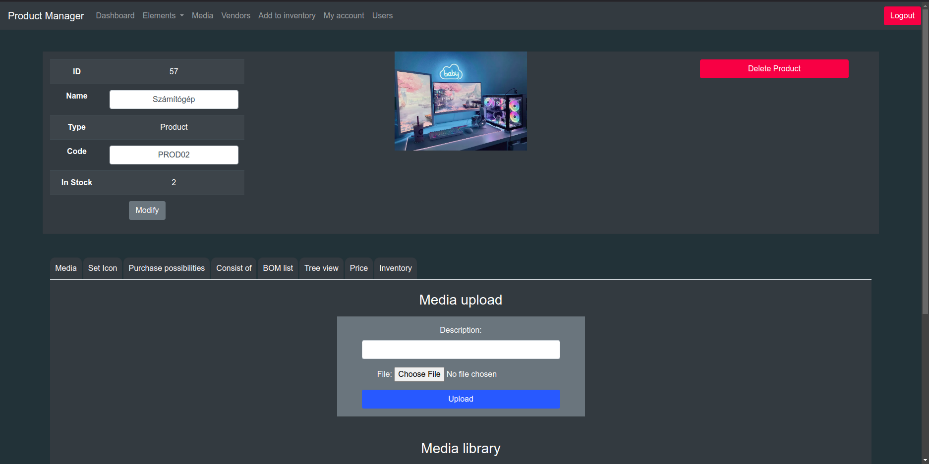 Product Manager Dashboard Elements Media Vendors Add to inventory My account Users Logout
ID 57
Name Számítógép
Type Product
Code PROD02
In Stock 2
Modify
baby
Delete Product
Media Set Icon Purchase possibilities Consist of BOM list Tree view Price Inventory
Media upload
Description:
File: Choose File No file chosen
Upload
Media library